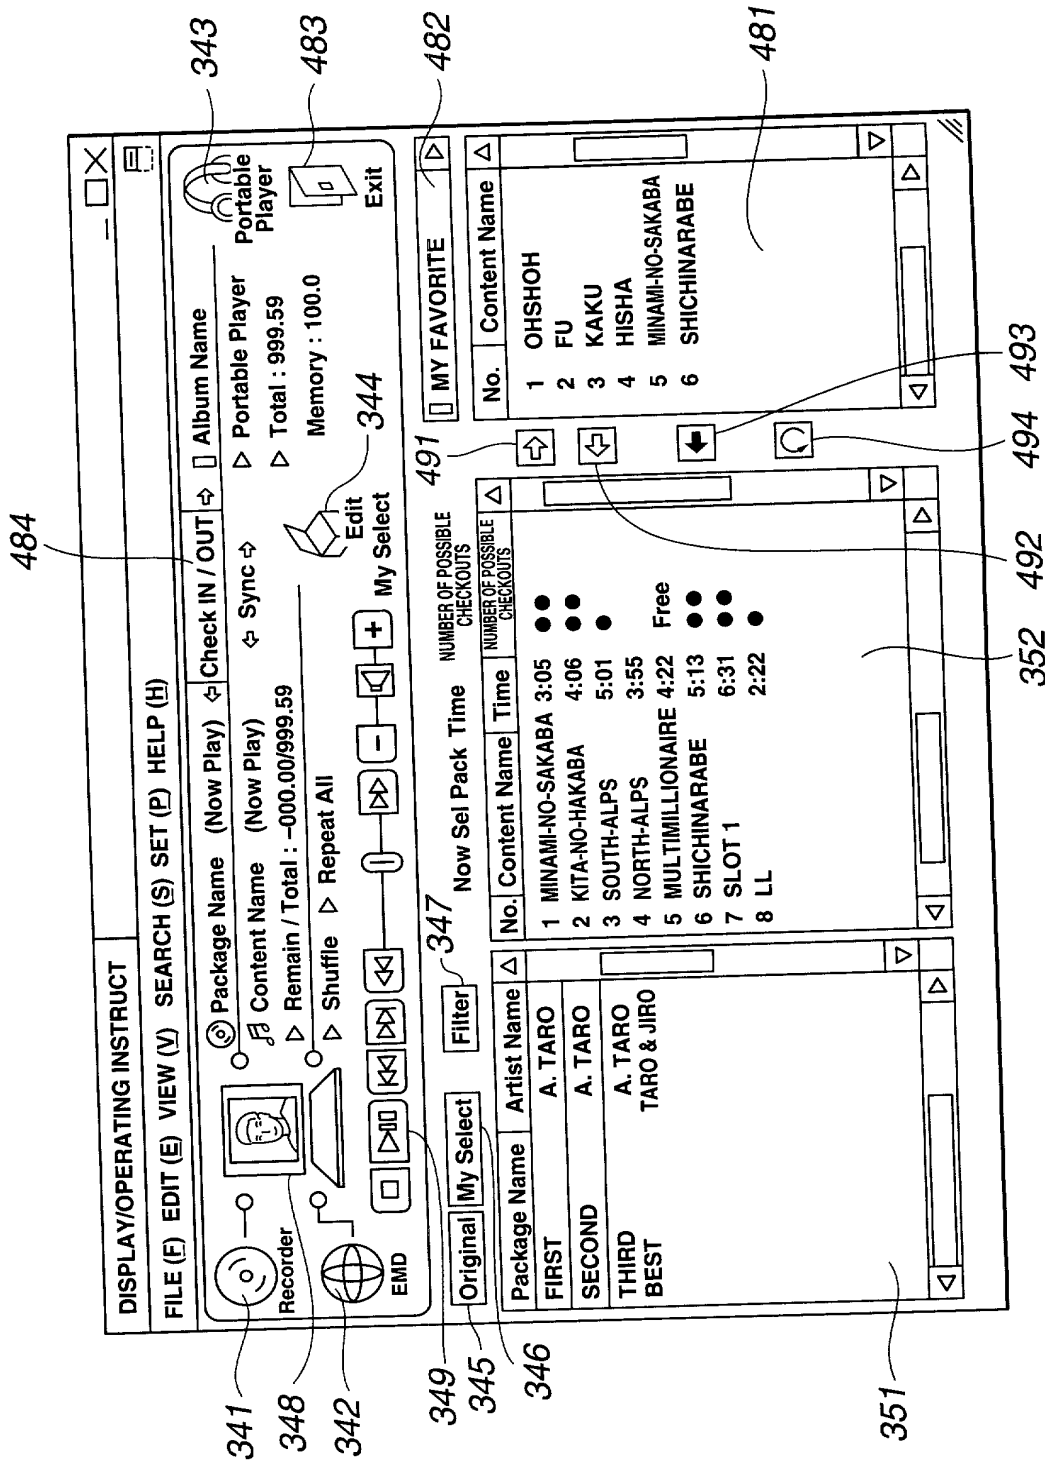 DISPLAY/OPERATING INSTRUCT
FILE (F) EDIT (E) VIEW (V) SEARCH (S) SET (P) HELP (H)
341
Recorder
348
342
EMD
Package Name (Now Play)
Content Name (Now Play)
Remain / Total : –000.00/999.59
Shuffle ▷ Repeat All
484
Check IN / OUT
Sync
Album Name
Portable Player
Total : 999.59
Memory : 100.0
343
Portable
Player
483
Exit
344
Edit
My Select
349
345
Original
346
My Select
347
Filter
Now Sel Pack Time
NUMBER OF POSSIBLE
CHECKOUTS
482
MY FAVORITE
Package Name Artist Name
FIRST A. TARO
SECOND A. TARO
THIRD A. TARO
BEST TARO & JIRO
351
No. Content Name Time NUMBER OF POSSIBLE
CHECKOUTS
1 MINAMI-NO-SAKABA 3:05 ●●
2 KITA-NO-HAKABA 4:06 ●●
3 SOUTH-ALPS 5:01 ●
4 NORTH-ALPS 3:55
5 MULTIMILLIONAIRE 4:22 Free
6 SHICHINARABE 5:13 ●●
7 SLOT 1 6:31 ●●
8 LL 2:22 ●
352
491
492
493
494
No. Content Name
1 OHSHOH
2 FU
3 KAKU
4 HISHA
5 MINAMI-NO-SAKABA
6 SHICHINARABE
481